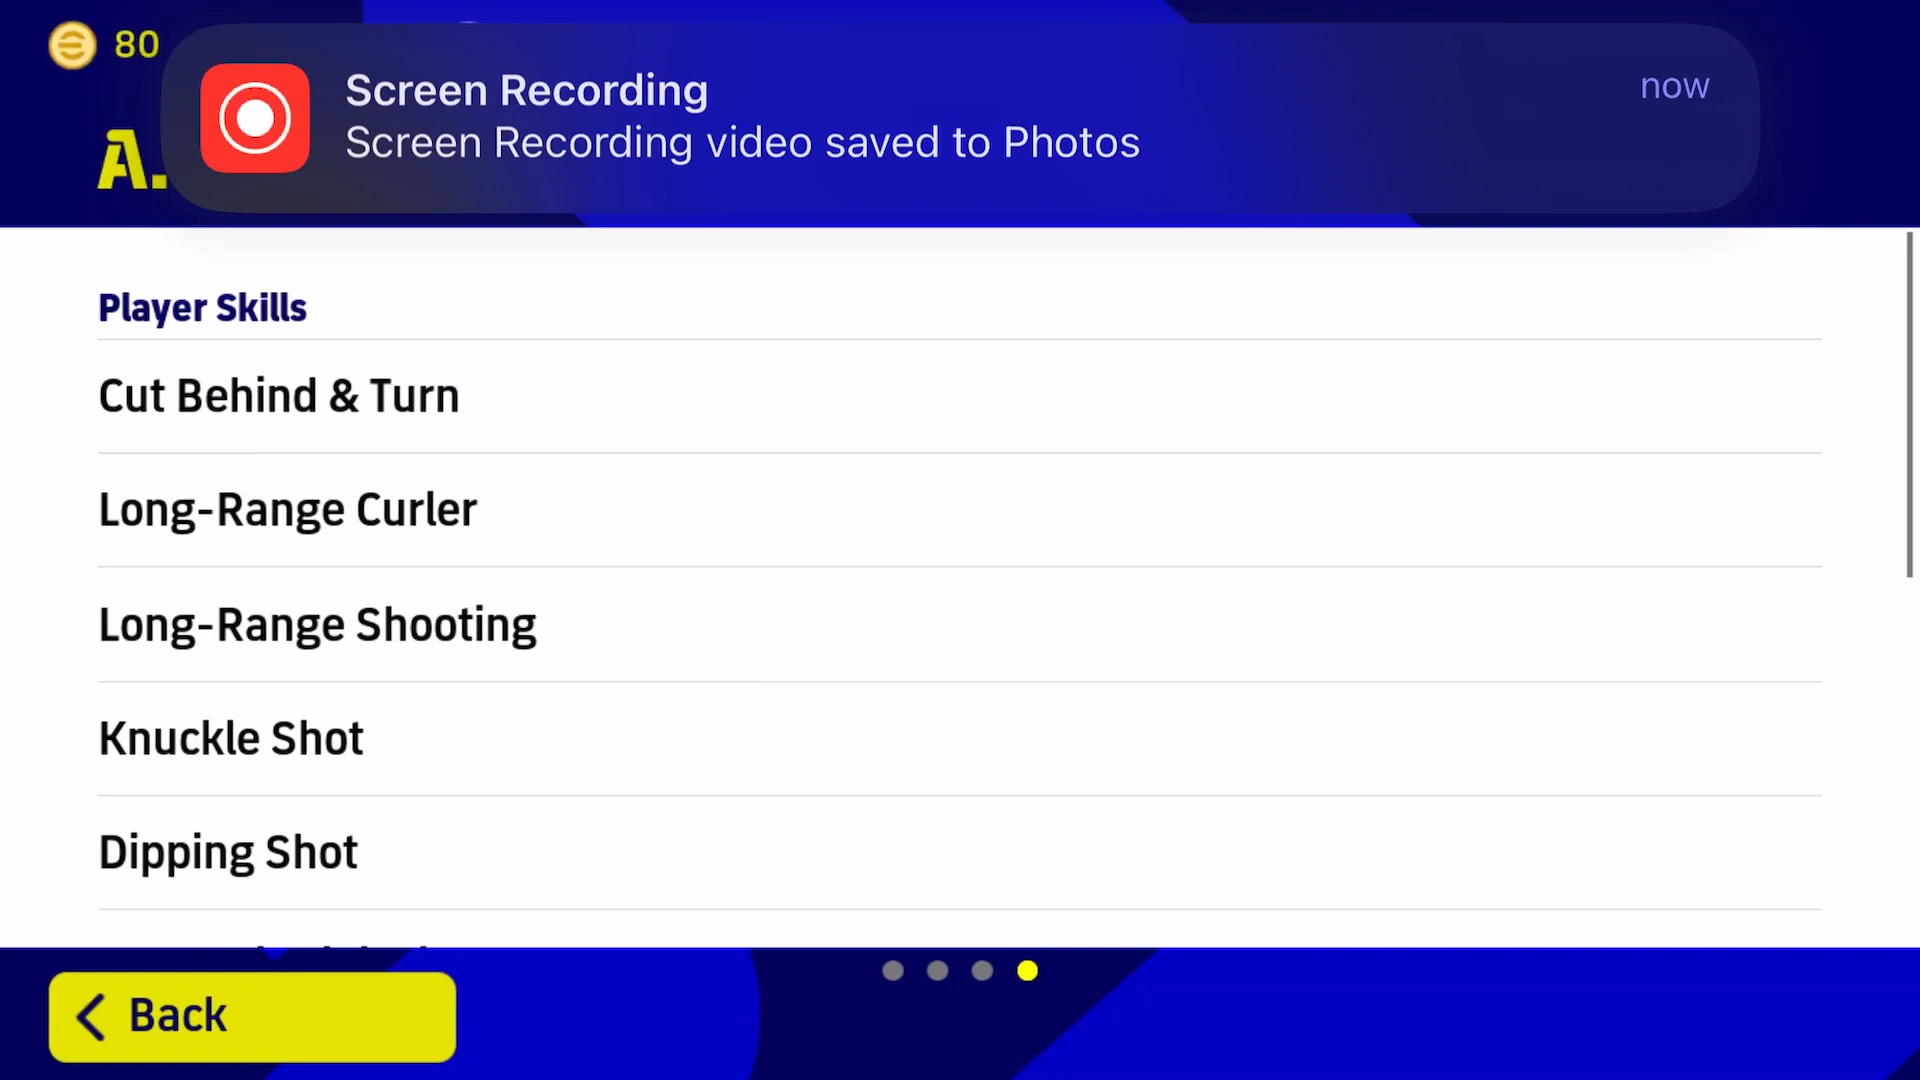 80
Screen Recording
now
Screen Recording video saved to Photos
A.
Player Skills
Cut Behind & Turn
Long-Range Curler
Long-Range Shooting
Knuckle Shot
Dipping Shot
Back